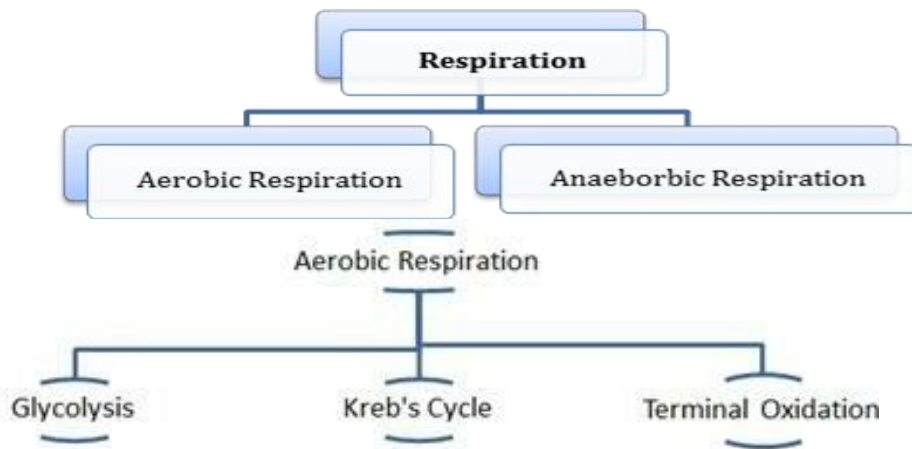 Respiration
Aerobic Respiration
Anaeborbic Respiration
Aerobic Respiration
Glycolysis
Kreb's Cycle
Terminal Oxidation